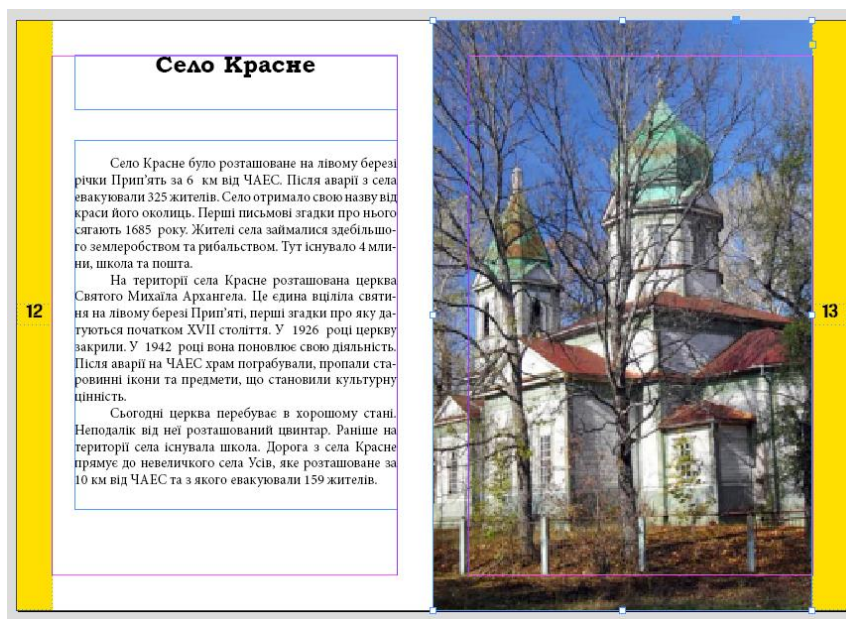 Село Красне
Село Красне було розташоване на лівому березі
річки Прип'ять за 6 км від ЧАЕС. Після аварії з села
евакуювали 325 жителів. Село отримало свою назву від
краси його околиць. Перші письмові згадки про нього
сягають 1685 року. Жителі села займалися здебільшо-
го землеробством та рибальством. Тут існувало 4 мли-
ни, школа та пошта.
На території села Красне розташована церква
Святого Михаїла Архангела. Це єдина вціліла святи-
ня на лівому березі Прип'яті, перші згадки про яку да-
туються початком XVII століття. У 1926 році церкву
закрили. У 1942 році вона поновлює свою діяльність.
Після аварії на ЧАЕС храм пограбували, пропали ста-
ровинні ікони та предмети, що становили культурну
цінність.
Сьогодні церква перебуває в хорошому стані.
Неподалік від неї розташований цвинтар. Раніше на
території села існувала школа. Дорога з села Красне
прямує до невеличкого села Усів, яке розташоване за
10 км від ЧАЕС та з якого евакуювали 159 жителів.
12
13